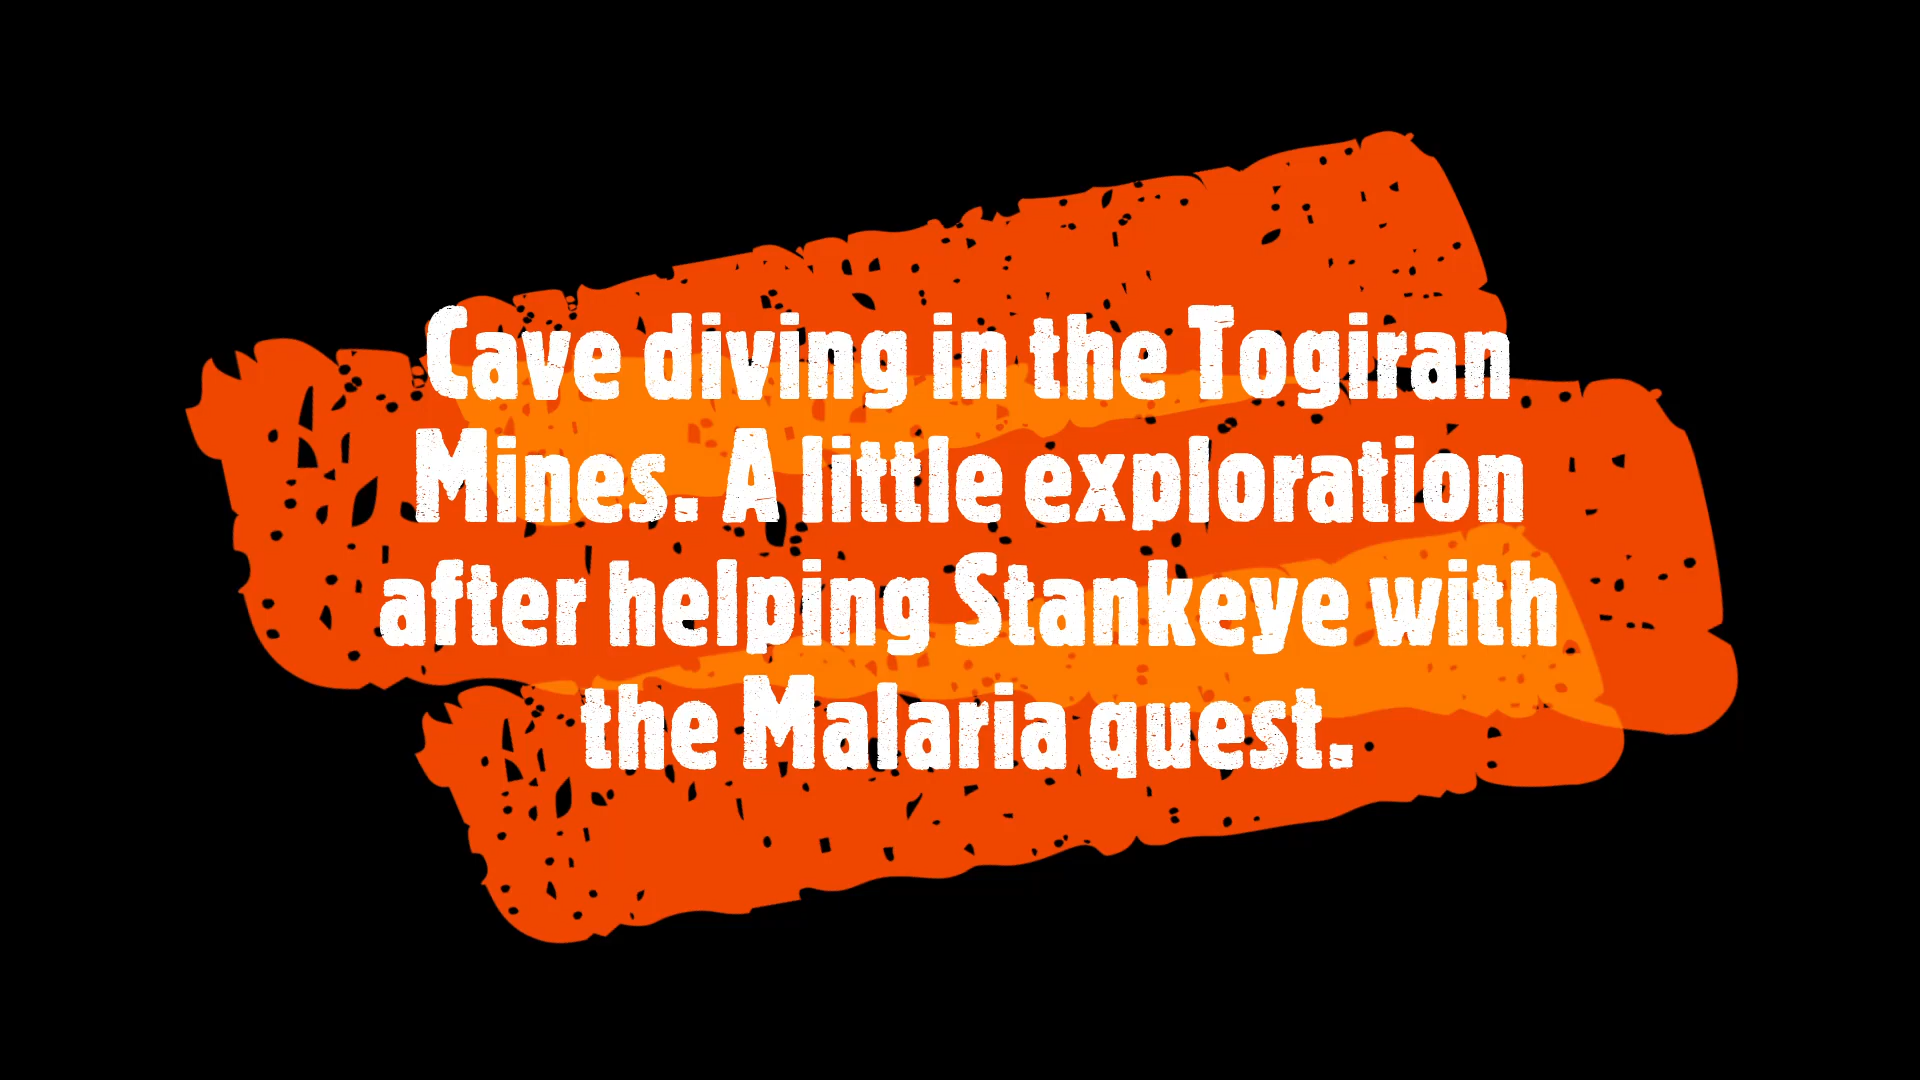 Cave diving in the Togiran
Mines. A little exploration
after helping Stankeye with
the Malaria quest.